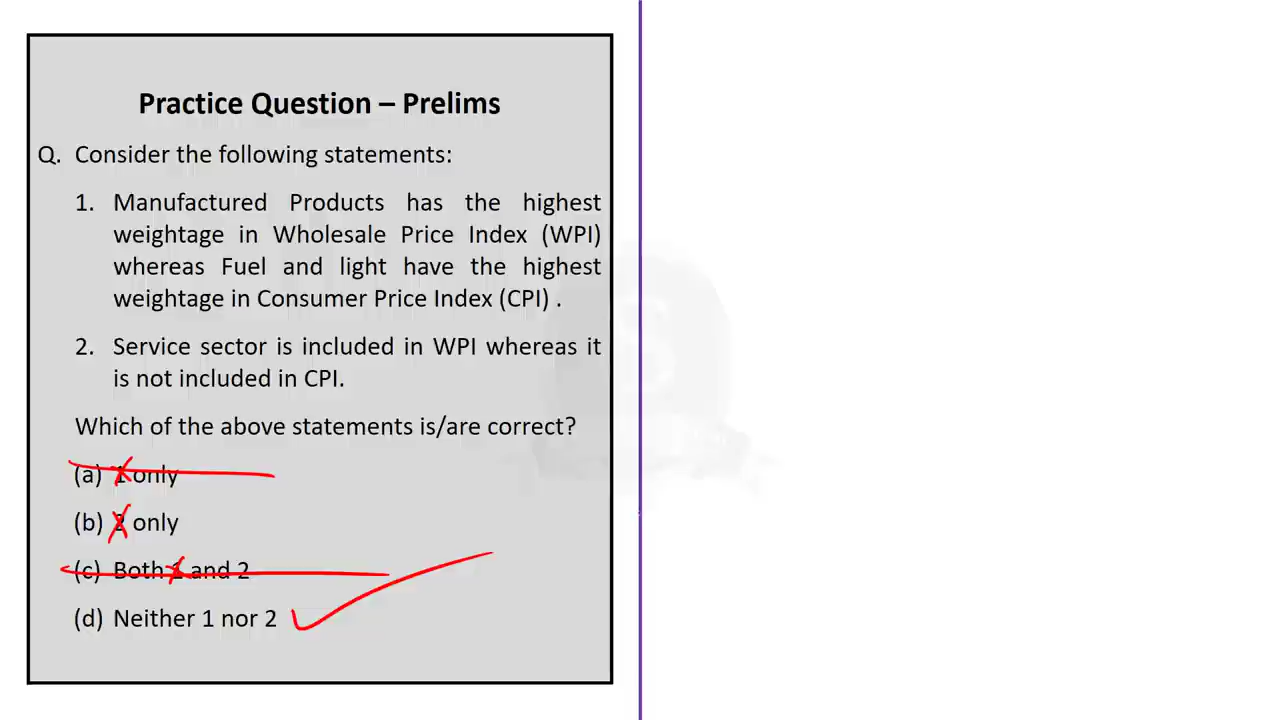 Practice Question – Prelims
Q. Consider the following statements:
1. Manufactured Products has the highest
weightage in Wholesale Price Index (WPI)
whereas Fuel and light have the highest
weightage in Consumer Price Index (CPI) .
2. Service sector is included in WPI whereas it
is not included in CPI.
Which of the above statements is/are correct?
(a) 1 only
(b) 2 only
(c) Both 1 and 2
(d) Neither 1 nor 2